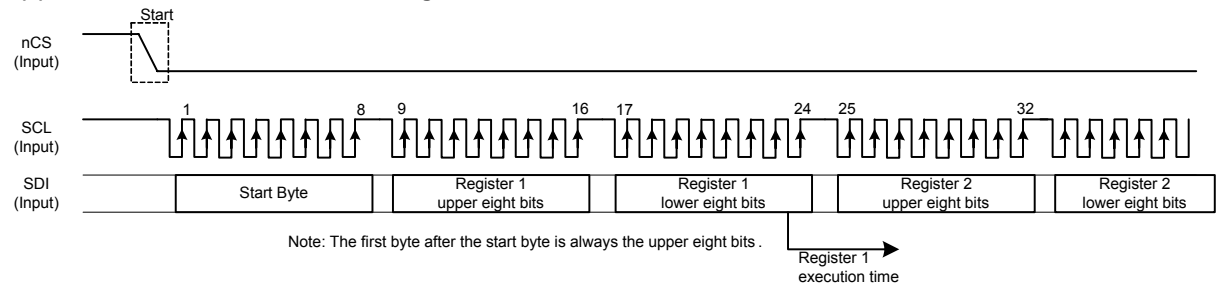 Start
nCS
(Input)
1 8 9 16 17 24 25 32
SCL
(Input)
SDI
(Input)
Start Byte
Register 1
upper eight bits
Register 1
lower eight bits
Register 2
upper eight bits
Register 2
lower eight bits
Note: The first byte after the start byte is always the upper eight bits .
Register 1
execution time